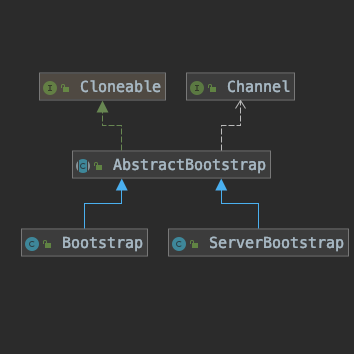 I Cloneable
I Channel
C AbstractBootstrap
C Bootstrap
C ServerBootstrap